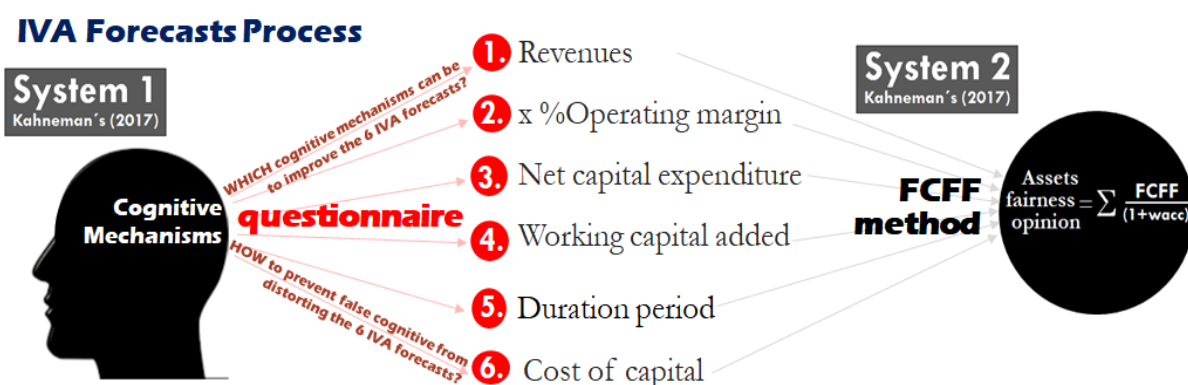 IVA Forecasts Process
System 1
Kahneman´s (2017)
WHICH cognitive mechanisms can be
to improve the 6 IVA forecasts?
Cognitive
Mechanisms
questionnaire
HOW to prevent false cognitive from
distorting the 6 IVA forecasts?
1. Revenues
2. x %Operating margin
3. Net capital expenditure
4. Working capital added
5. Duration period
6. Cost of capital
FCFF
method
System 2
Kahneman´s (2017)
Assets
fairness
opinion
= ∑ FCFF
(1+wacc)